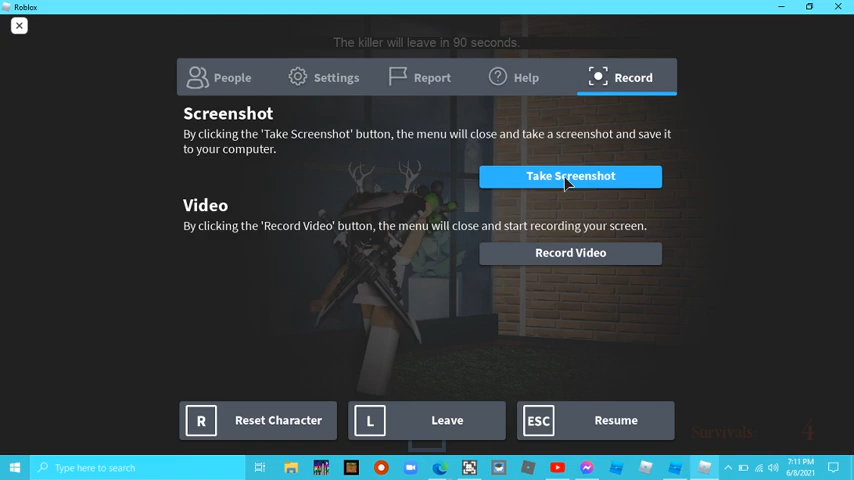 Roblox
The killer will leave in 90 seconds.
People
Settings
Report
Help
Record
Screenshot
By clicking the 'Take Screenshot' button, the menu will close and take a screenshot and save it
to your computer.
Take Screenshot
Video
By clicking the 'Record Video' button, the menu will close and start recording your screen.
Record Video
R Reset Character
L Leave
ESC Resume
Survivals 4
Type here to search
7:11 PM
6/8/2021